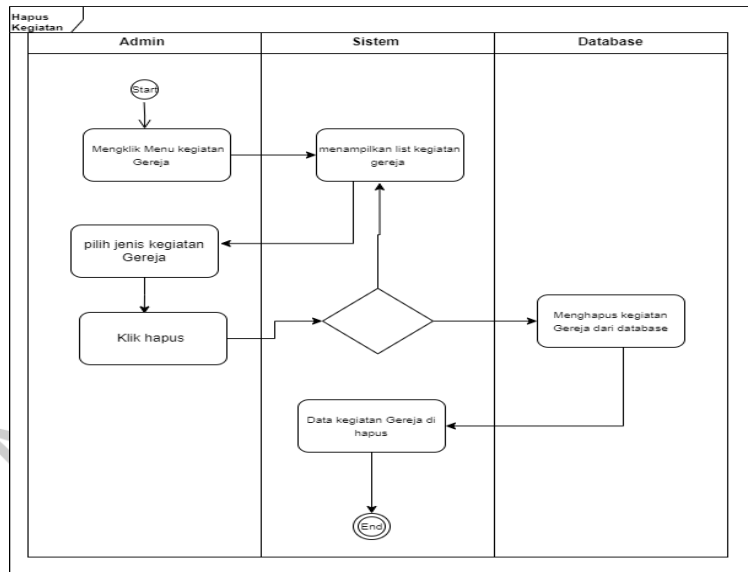 Hapus
Kegiatan
Admin
Sistem
Database
Start
Mengklik Menu kegiatan
Gereja
menampilkan list kegiatan
gereja
pilih jenis kegiatan
Gereja
Klik hapus
Menghapus kegiatan
Gereja dari database
Data kegiatan Gereja di
hapus
End